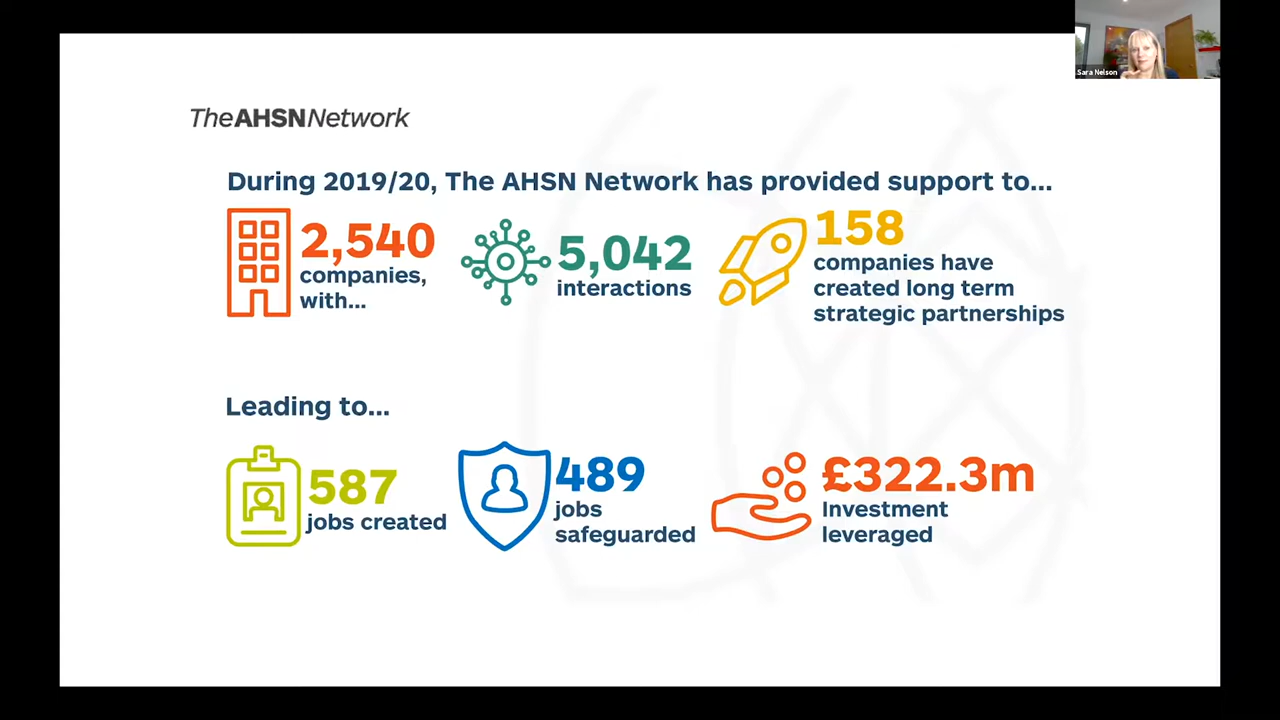 Sara Nelson
TheAHSNNetwork
During 2019/20, The AHSN Network has provided support to...
2,540
companies,
with...
5,042
interactions
158
companies have
created long term
strategic partnerships
Leading to...
587
jobs created
489
jobs
safeguarded
£322.3m
Investment
leveraged